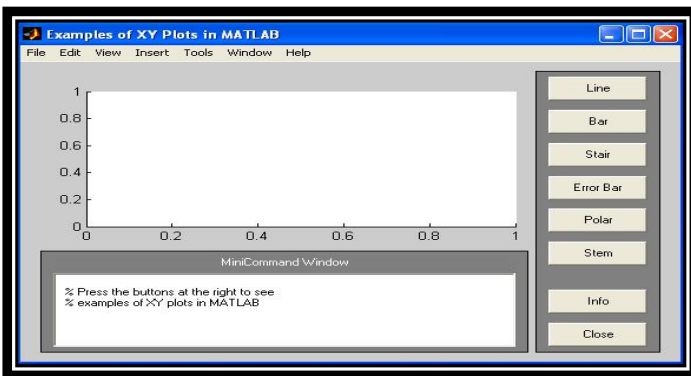 Examples of XY Plots in MATLAB
File Edit View Insert Tools Window Help
1
0.8
0.6
0.4
0.2
0
0 0.2 0.4 0.6 0.8 1
Line
Bar
Stair
Error Bar
Polar
Stem
Info
Close
MiniCommand Window
% Press the buttons at the right to see
% examples of XY plots in MATLAB